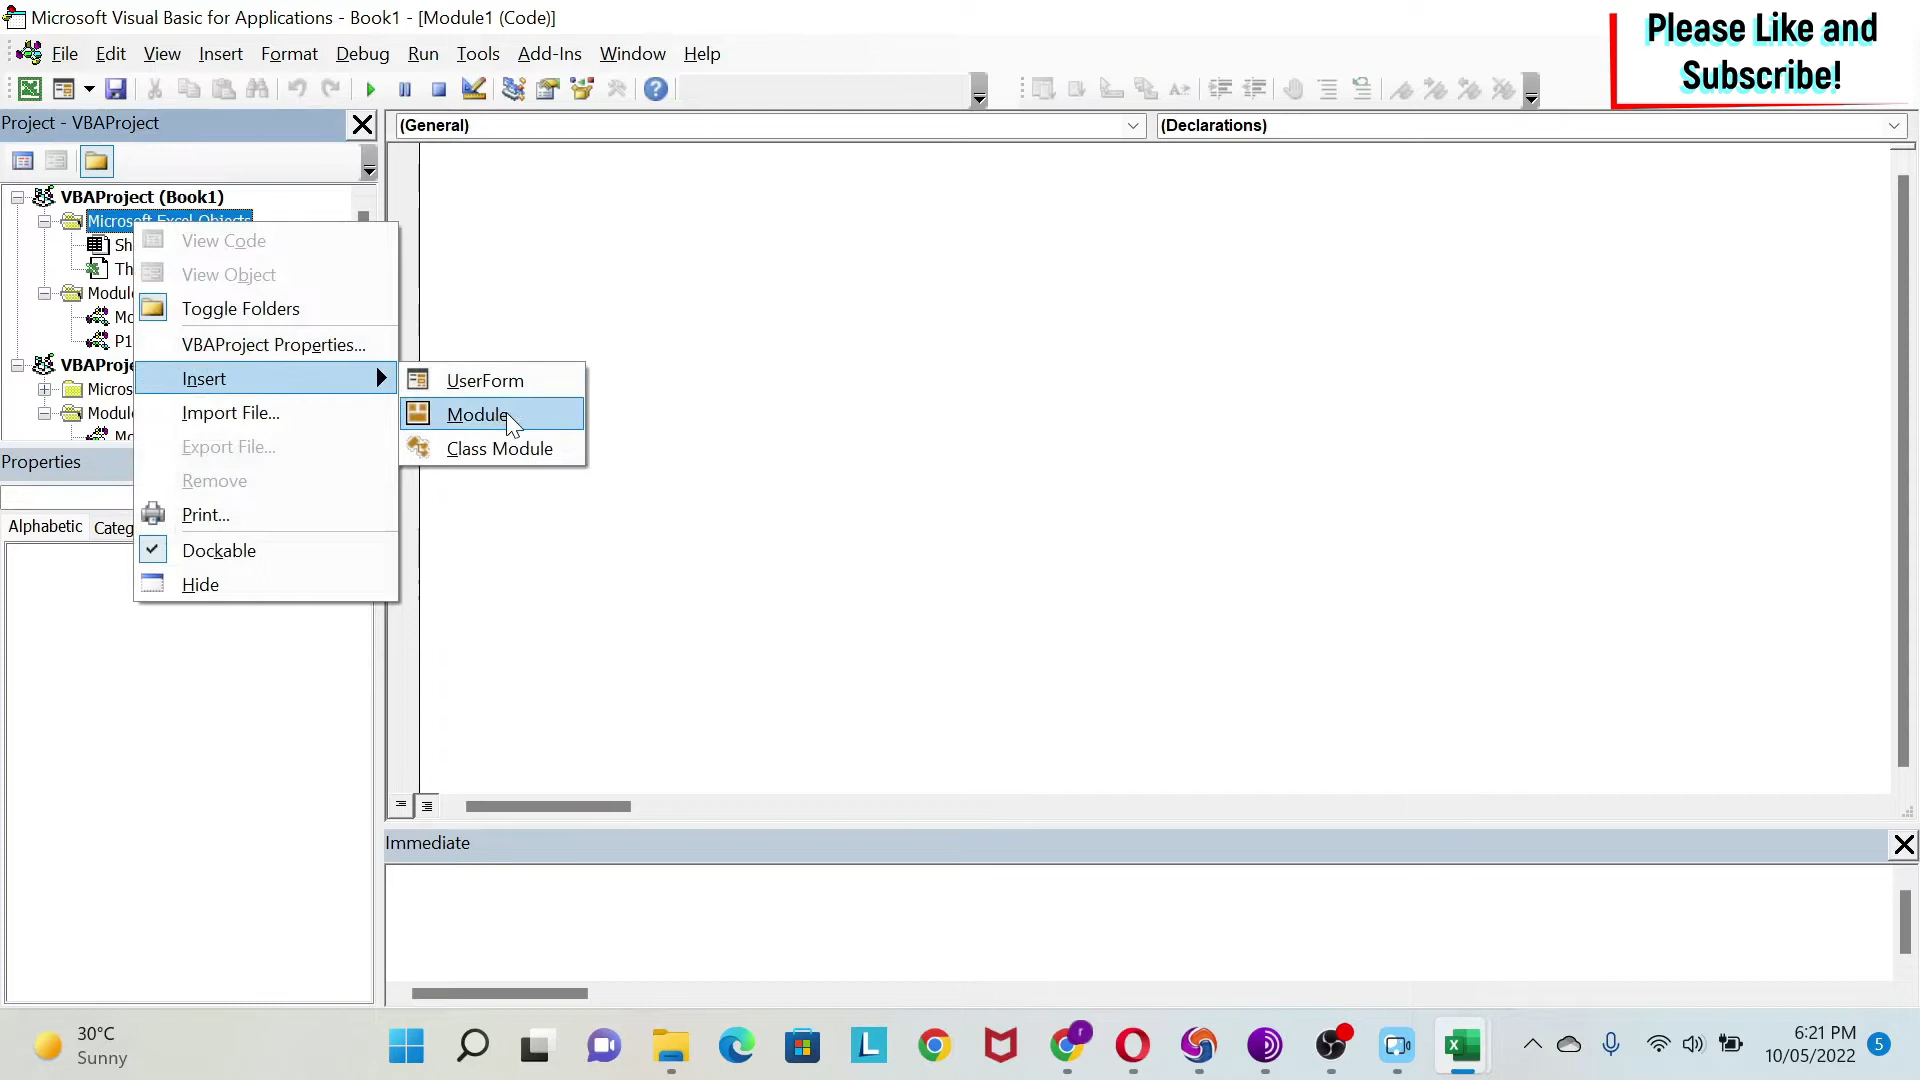 Microsoft Visual Basic for Applications - Book1 - [Module1 (Code)]
Please Like and
Subscribe!
File Edit View Insert Format Debug Run Tools Add-Ins Window Help
Project - VBAProject
(General)
(Declarations)
VBAProject (Book1)
Microsoft Excel Objects
View Code
View Object
Toggle Folders
VBAProject Properties...
Insert
UserForm
Import File...
Module
Export File...
Class Module
Remove
Properties
Print...
Alphabetic
Dockable
Hide
Immediate
30°C
Sunny
6:21 PM
10/05/2022
5